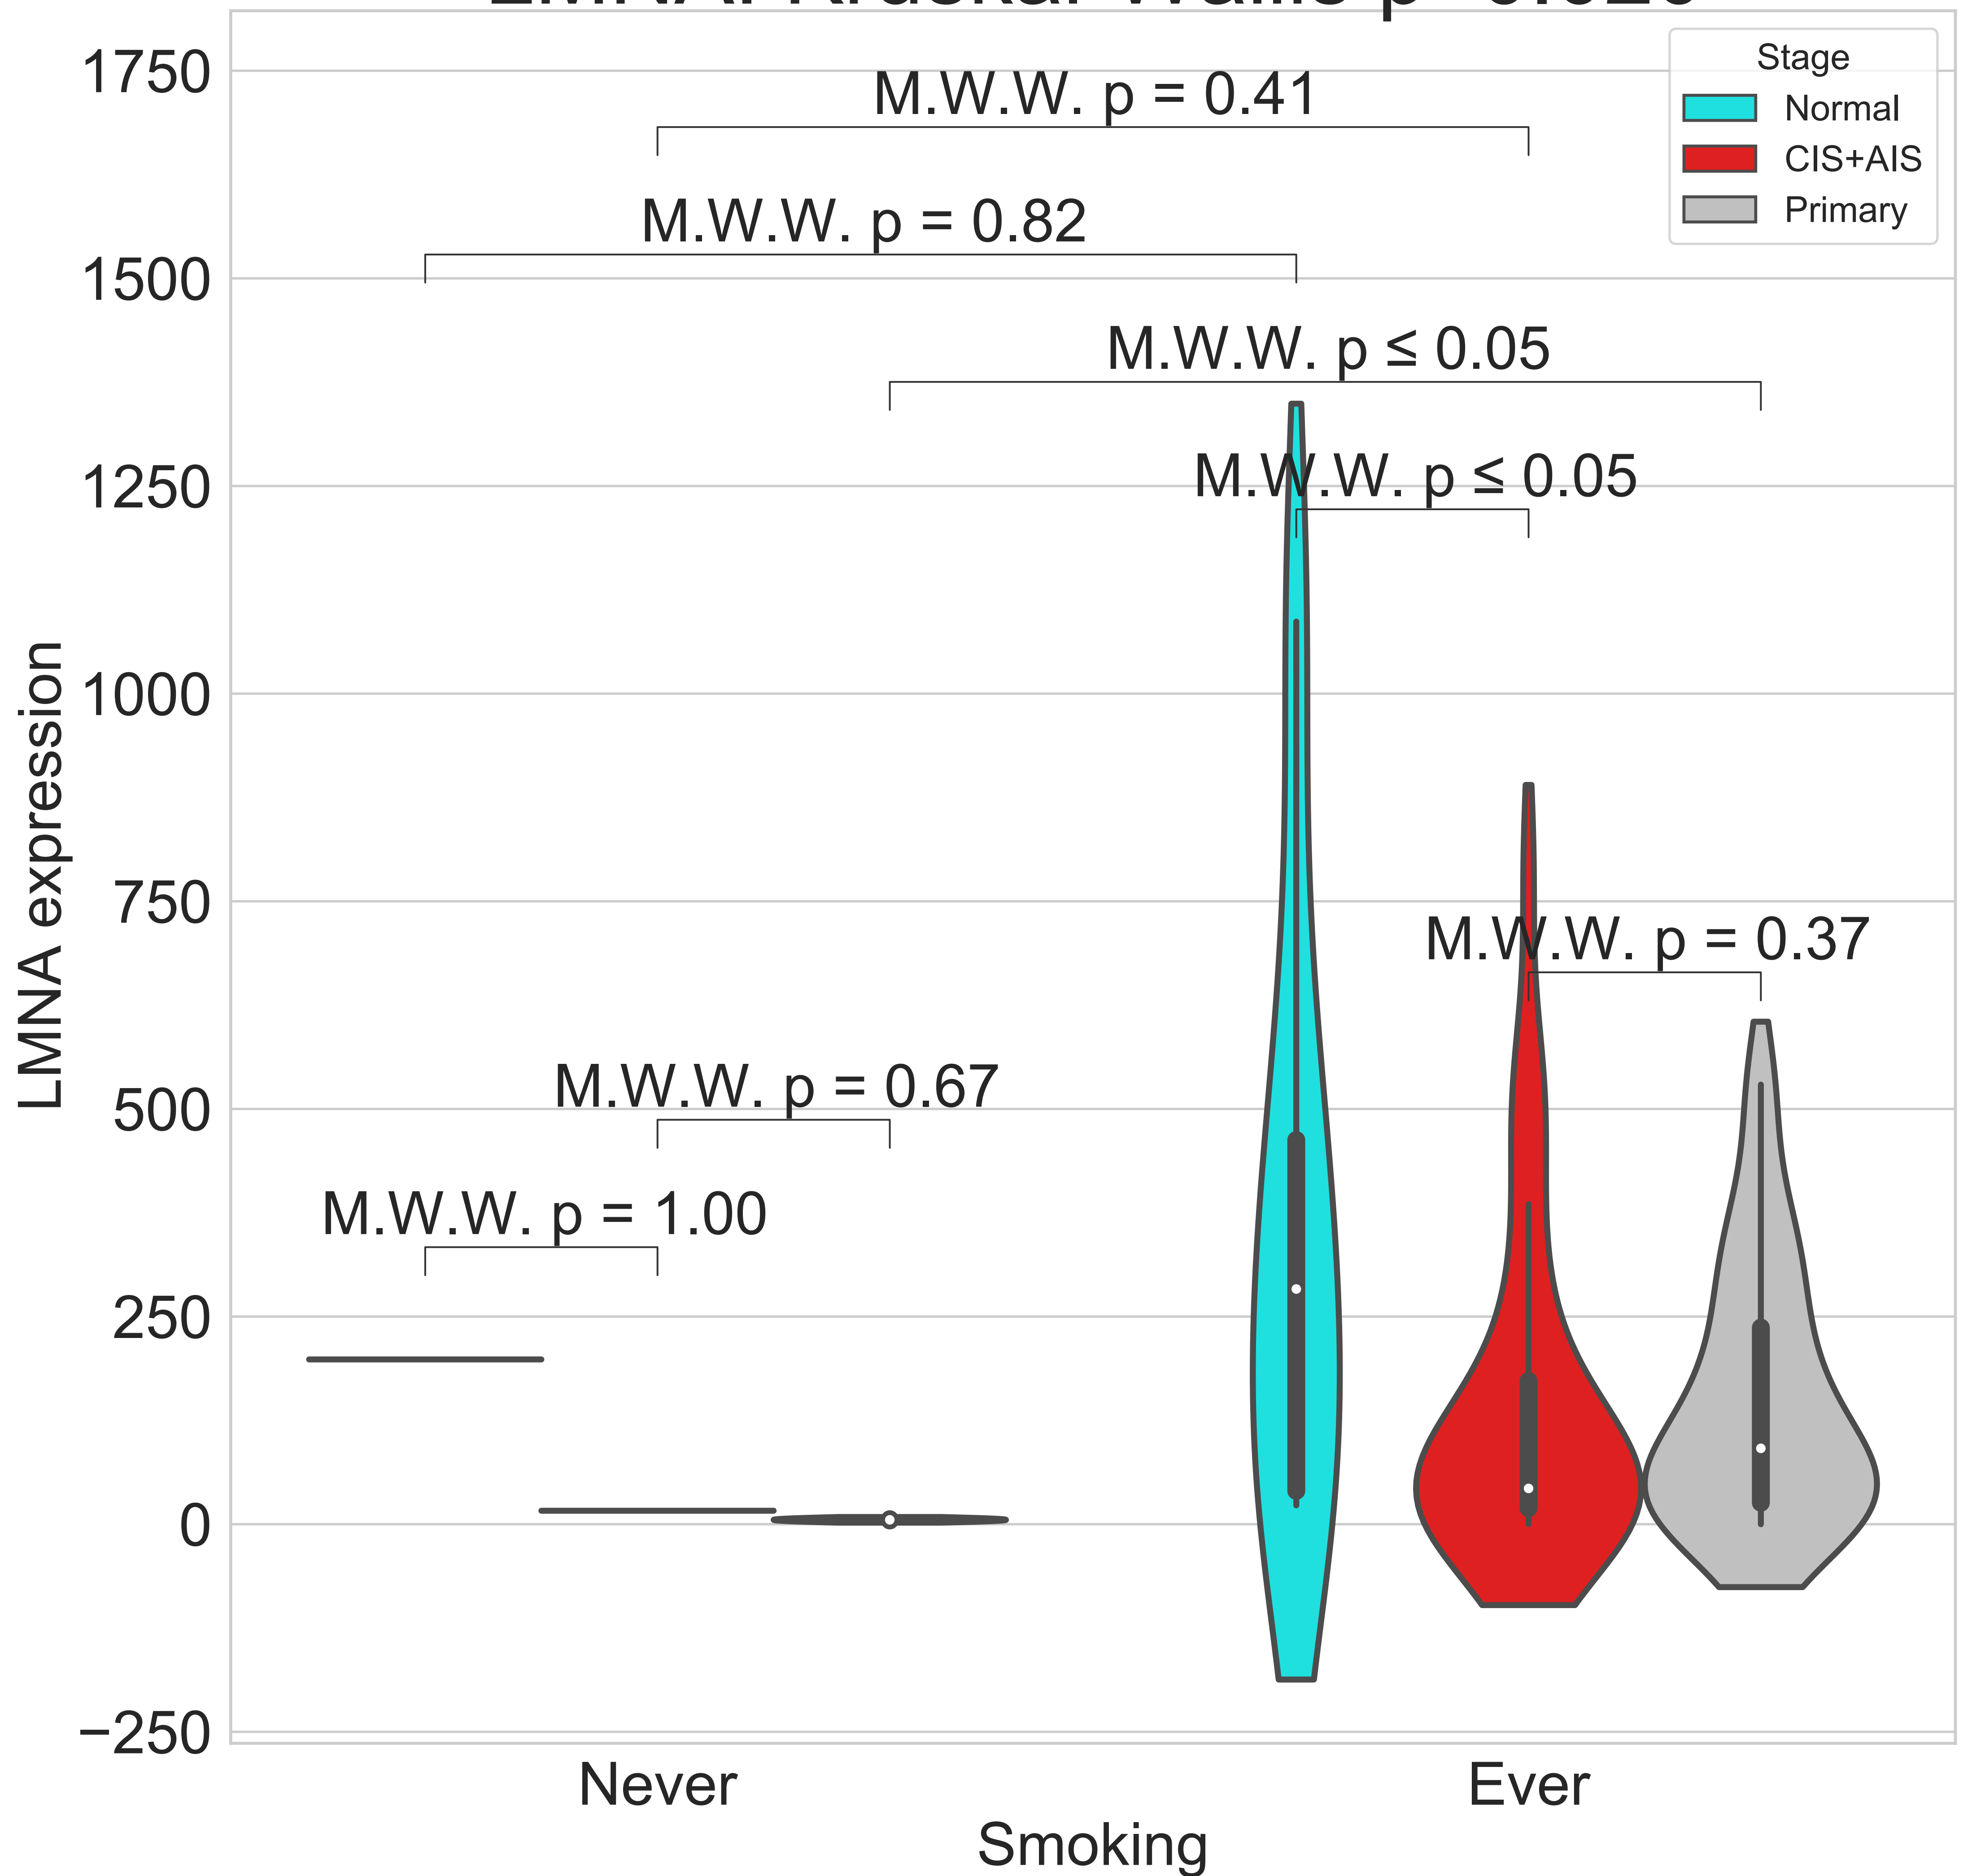 1750
1500
1250
1000
750
500
250
0
−250
LMNA expression
M.W.W. p = 0.41
M.W.W. p = 0.82
M.W.W. p ≤ 0.05
M.W.W. p ≤ 0.05
M.W.W. p = 0.37
M.W.W. p = 0.67
M.W.W. p = 1.00
Stage
Normal
CIS+AIS
Primary
Never
Ever
Smoking